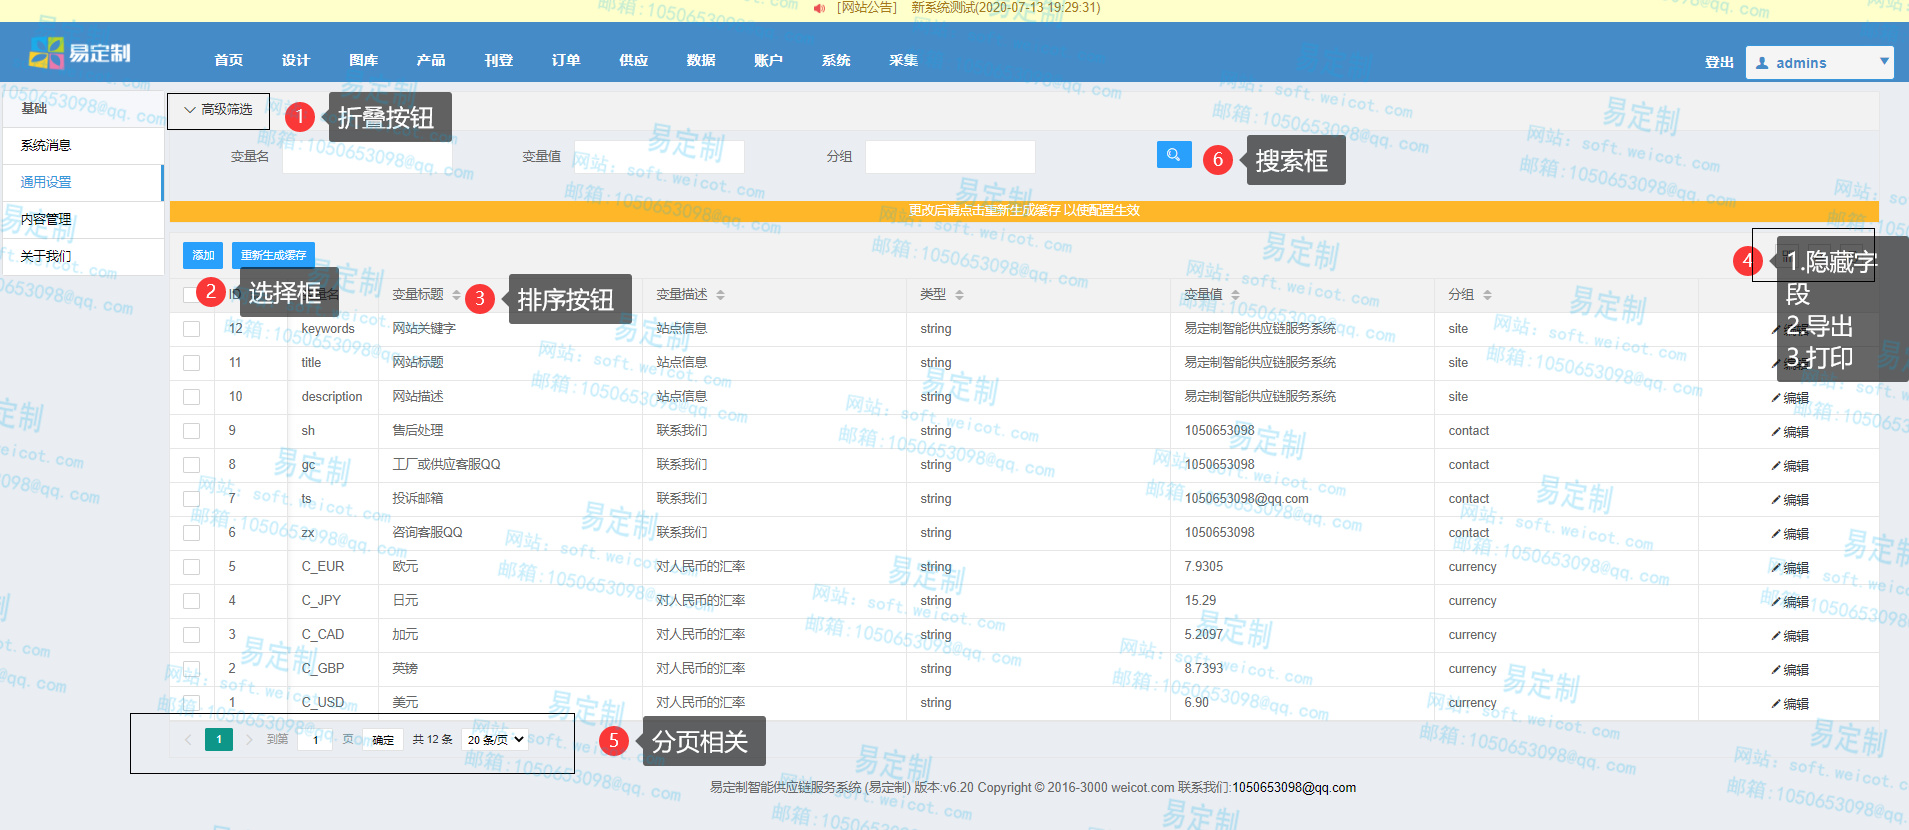 [网站公告] 新系统测试(2020-07-13 19:29:31)
易定制
首页 设计 图库 产品 刊登 订单 供应 数据 账户 系统 采集
登出 admins
基础
系统消息
通用设置
内容管理
关于我们
高级筛选
1 折叠按钮
变量名 变量值 分组
6 搜索框
更改后请点击重新生成缓存 以使配置生效
添加 重新生成缓存
2 选择框
3 排序按钮
4 1.隐藏字
段
2.导出
3.打印
变量标题 变量描述 类型 变量值 分组
12 keywords 网站关键字 站点信息 string 易定制智能供应链服务系统 site 编辑
11 title 网站标题 站点信息 string 易定制智能供应链服务系统 site 编辑
10 description 网站描述 站点信息 string 易定制智能供应链服务系统 site 编辑
9 sh 售后处理 联系我们 string 1050653098 contact 编辑
8 gc 工厂或供应客服QQ 联系我们 string 1050653098 contact 编辑
7 ts 投诉邮箱 联系我们 string 1050653098@qq.com contact 编辑
6 zx 咨询客服QQ 联系我们 string 1050653098 contact 编辑
5 C_EUR 欧元 对人民币的汇率 string 7.9305 currency 编辑
4 C_JPY 日元 对人民币的汇率 string 15.29 currency 编辑
3 C_CAD 加元 对人民币的汇率 string 5.2097 currency 编辑
2 C_GBP 英镑 对人民币的汇率 string 8.7393 currency 编辑
1 C_USD 美元 对人民币的汇率 string 6.90 currency 编辑
1 到第 1 页 确定 共 12 条 20 条/页
5 分页相关
易定制智能供应链服务系统 (易定制) 版本:v6.20 Copyright © 2016-3000 weicot.com 联系我们:1050653098@qq.com
易定制
网站: soft.weicot.com
邮箱:1050653098@qq.com